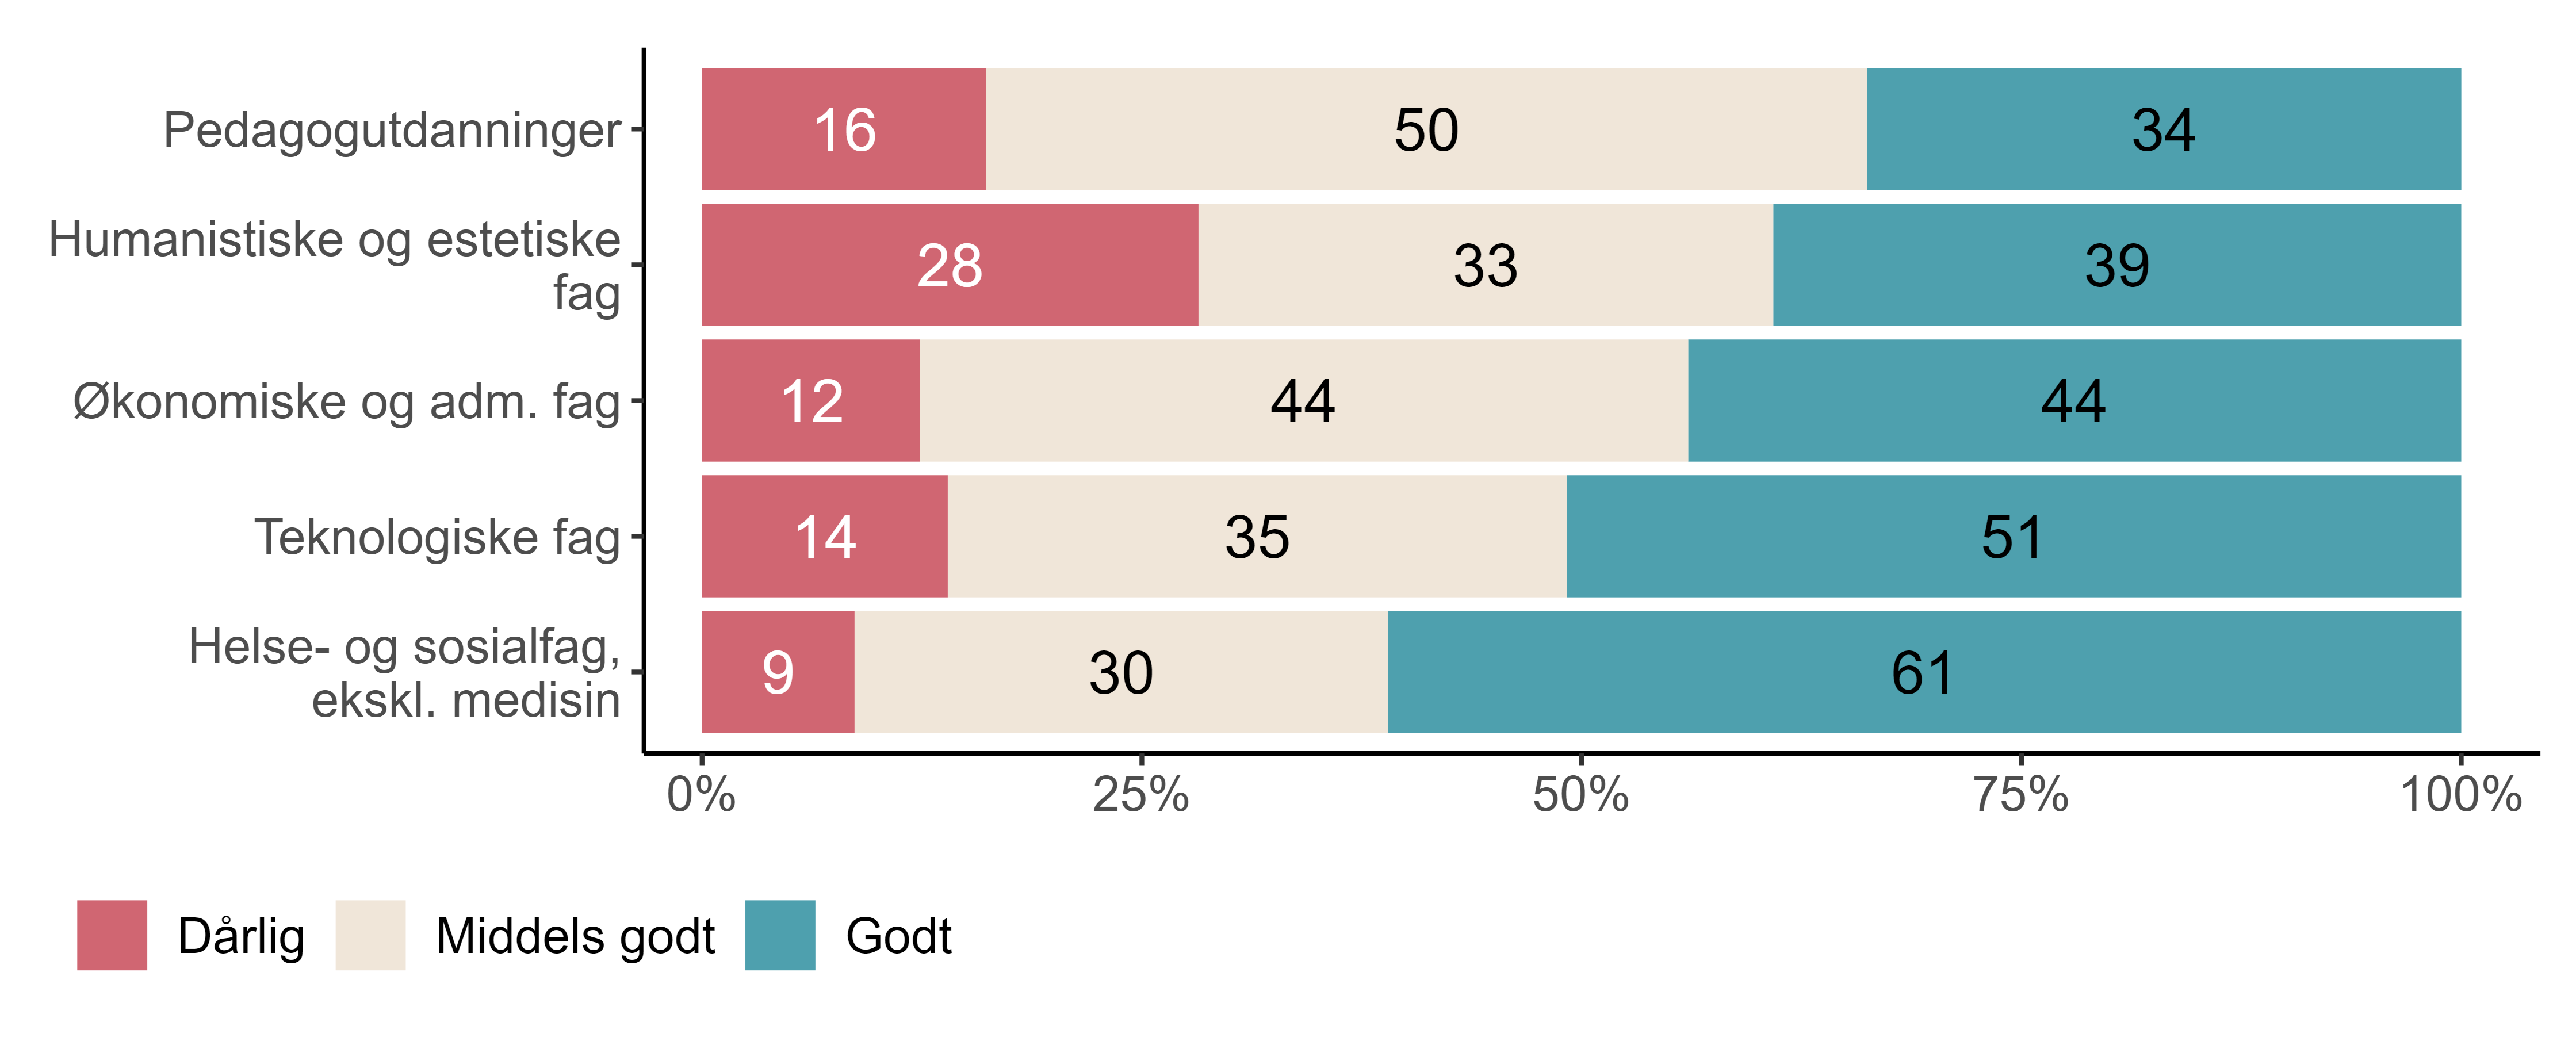 Pedagogutdanninger
16 50 34
Humanistiske og estetiske
fag
28 33 39
Økonomiske og adm. fag
12 44 44
Teknologiske fag
14 35 51
Helse- og sosialfag,
ekskl. medisin
9 30 61
0% 25% 50% 75% 100%
Dårlig Middels godt Godt